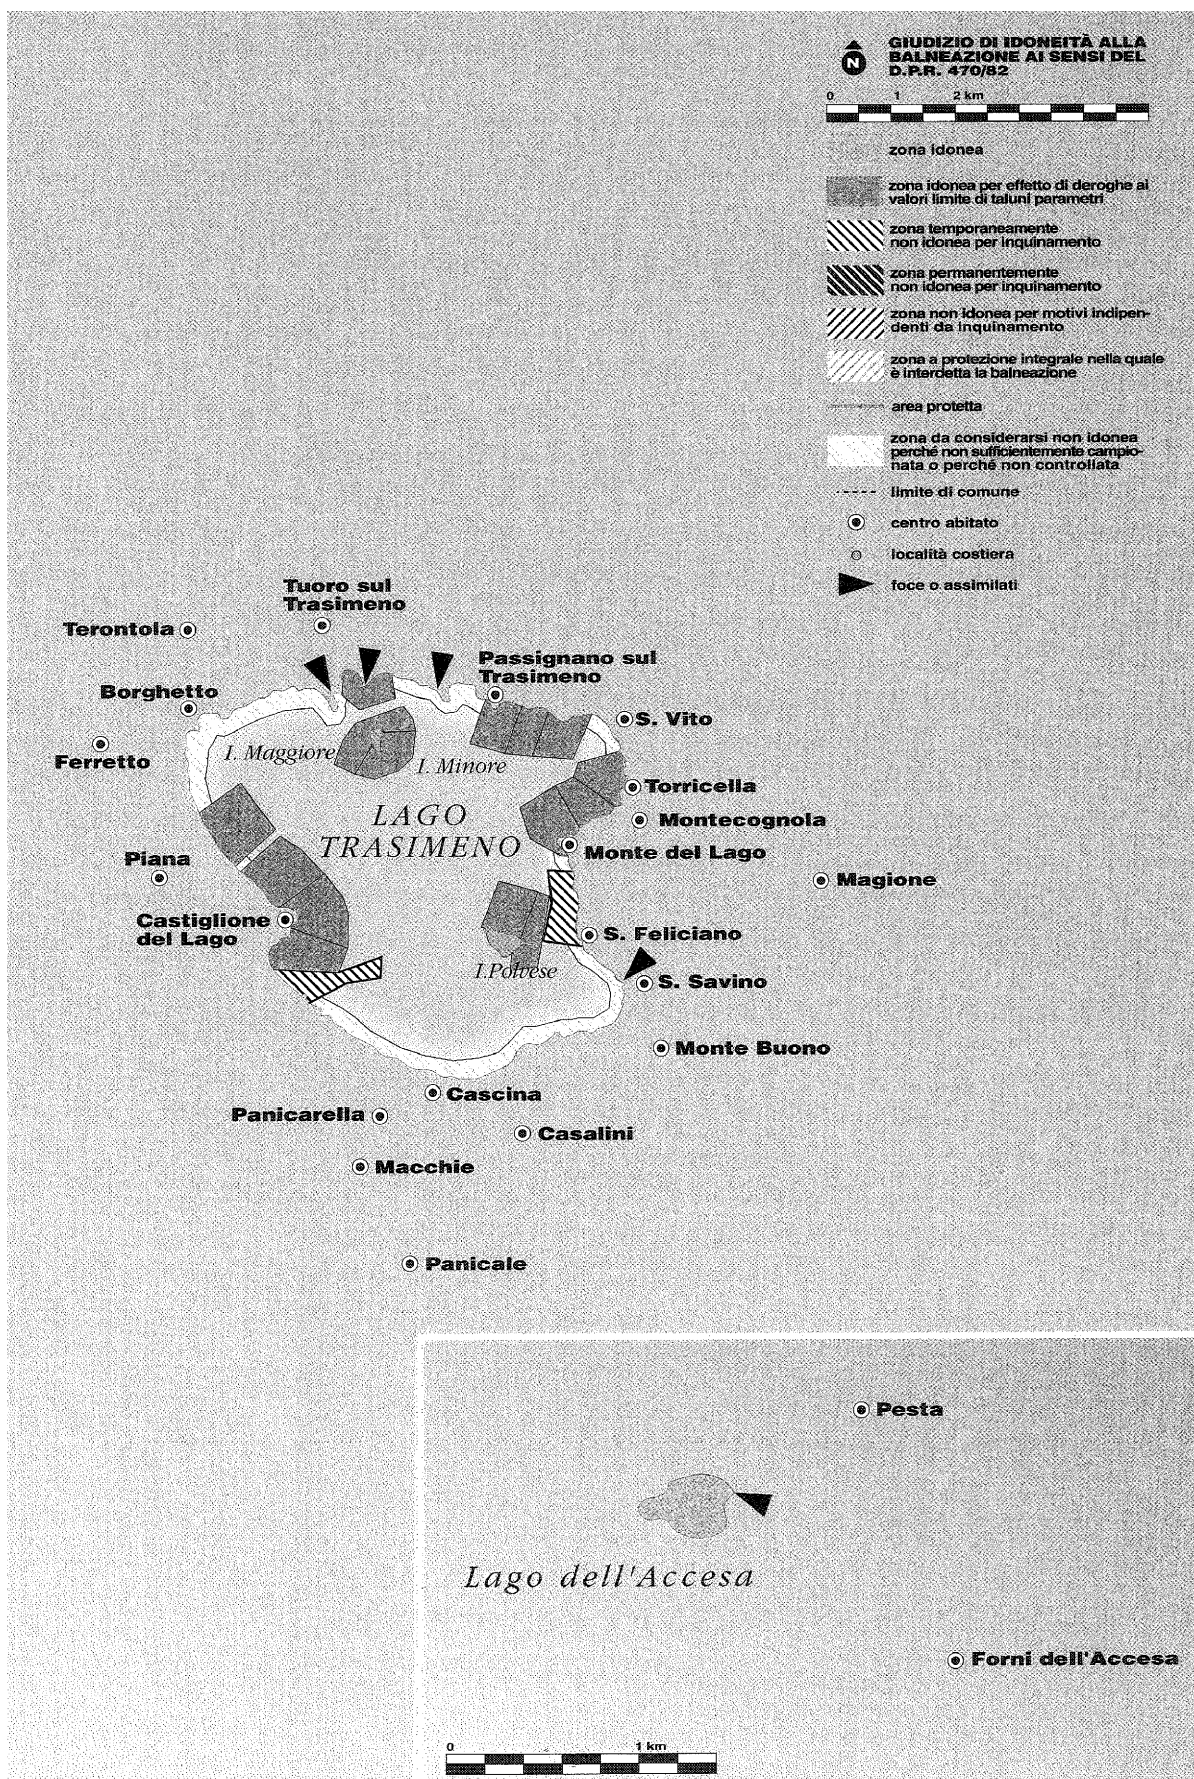 GIUDIZIO DI IDONEITÀ ALLA
BALNEAZIONE AI SENSI DEL
D.P.R. 470/82
N
0 1 2 km
zona idonea
zona idonea per effetto di deroghe ai
valori limite di taluni parametri
zona temporaneamente
non idonea per inquinamento
zona permanentemente
non idonea per inquinamento
zona non idonea per motivi indipen-
denti da inquinamento
zona a protezione integrale nella quale
è interdetta la balneazione
area protetta
zona da considerarsi non idonea
perché non sufficientemente campio-
nata o perché non controllata
limite di comune
centro abitato
località costiera
foce o assimilati
Tuoro sul
Trasimeno
Terontola
Passignano sul
Trasimeno
Borghetto
S. Vito
Ferretto
I. Maggiore
I. Minore
Torricella
LAGO
TRASIMENO
Montecognola
Monte del Lago
Piana
Magione
Castiglione
del Lago
S. Feliciano
I.Polvese
S. Savino
Monte Buono
Cascina
Panicarella
Casalini
Macchie
Panicale
Pesta
Lago dell'Accesa
Forni dell'Accesa
0 1 km